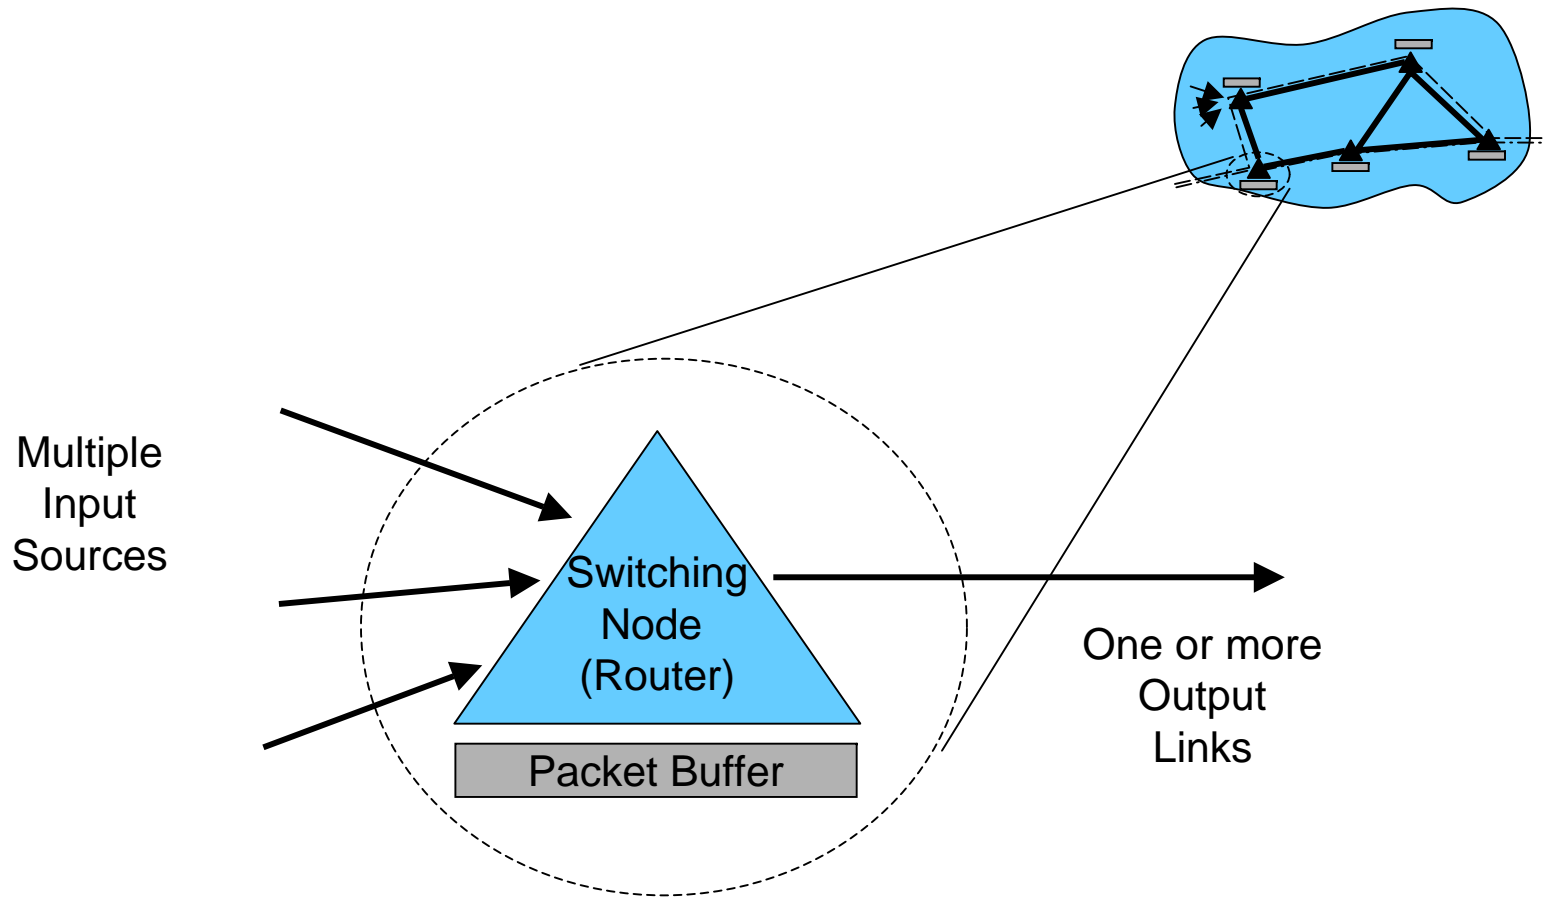 Multiple
Input
Sources
Switching
Node
(Router)
Packet Buffer
One or more
Output
Links